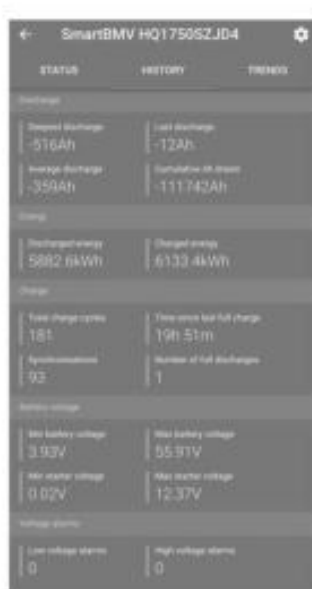 SmartBMV HQ1750SZJD4
STATUS HISTORY TRENDS
Discharge
Deepest discharge Last discharge
-516Ah -12Ah
Average discharge Cumulative Ah drawn
-359Ah -111742Ah
Energy
Discharged energy Charged energy
5882.6kWh 6133.4kWh
Charge
Total charge cycles Time since last full charge
181 19h 51m
Synchronisations Number of full discharges
93 1
Battery voltage
Min battery voltage Max battery voltage
3.93V 55.91V
Min starter voltage Max starter voltage
0.02V 12.37V
Voltage alarms
Low voltage alarms High voltage alarms
0 0